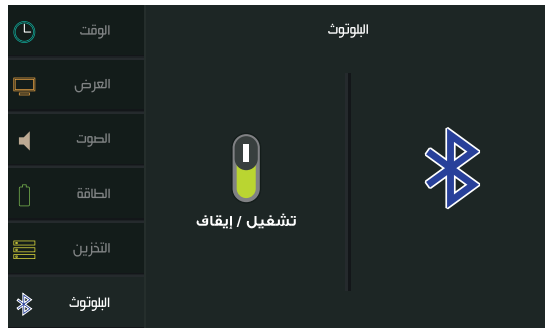 البلوتوث
الوقت
العرض
الصوت
الطاقة
التخزين
البلوتوث
تشغيل / إيقاف